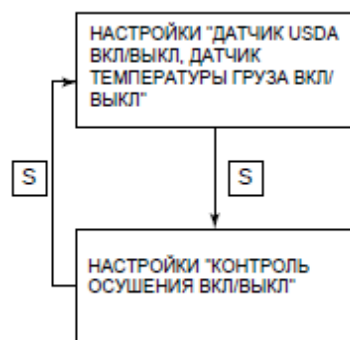 НАСТРОЙКИ "ДАТЧИК USDA
ВКЛ/ВЫКЛ, ДАТЧИК
ТЕМПЕРАТУРЫ ГРУЗА ВКЛ/
ВЫКЛ"
S
S
НАСТРОЙКИ "КОНТРОЛЬ
ОСУШЕНИЯ ВКЛ/ВЫКЛ"